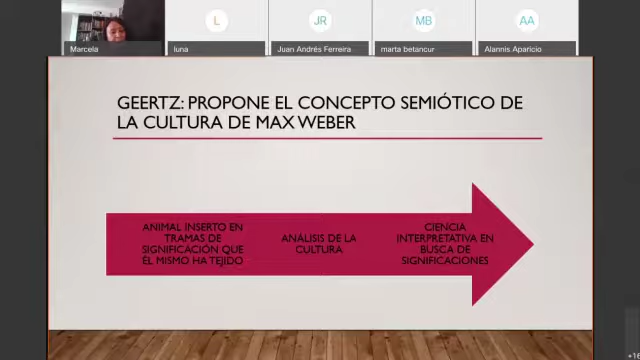 L
JR
MB
AA
Marcela
luna
Juan Andrés Ferreira
marta betancur
Alannis Aparicio
GEERTZ: PROPONE EL CONCEPTO SEMIÓTICO DE
LA CULTURA DE MAX WEBER
ANIMAL INSERTO EN
TRAMAS DE
SIGNIFICACIÓN QUE
ÉL MISMO HA TEJIDO
ANÁLISIS DE LA
CULTURA
CIENCIA
INTERPRETATIVA EN
BUSCA DE
SIGNIFICACIONES